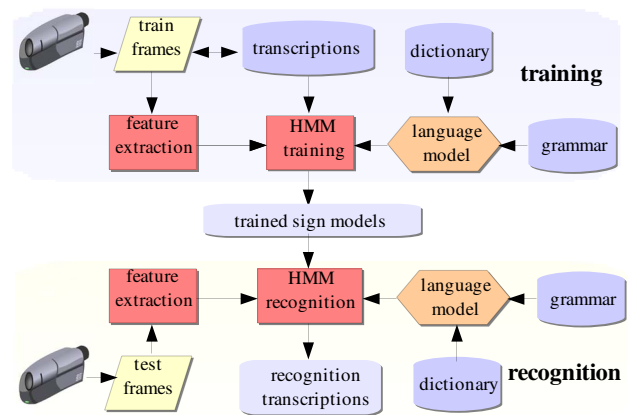 train
frames
transcriptions
dictionary
training
feature
extraction
HMM
training
language
model
grammar
trained sign models
feature
extraction
HMM
recognition
language
model
grammar
test
frames
recognition
transcriptions
dictionary
recognition